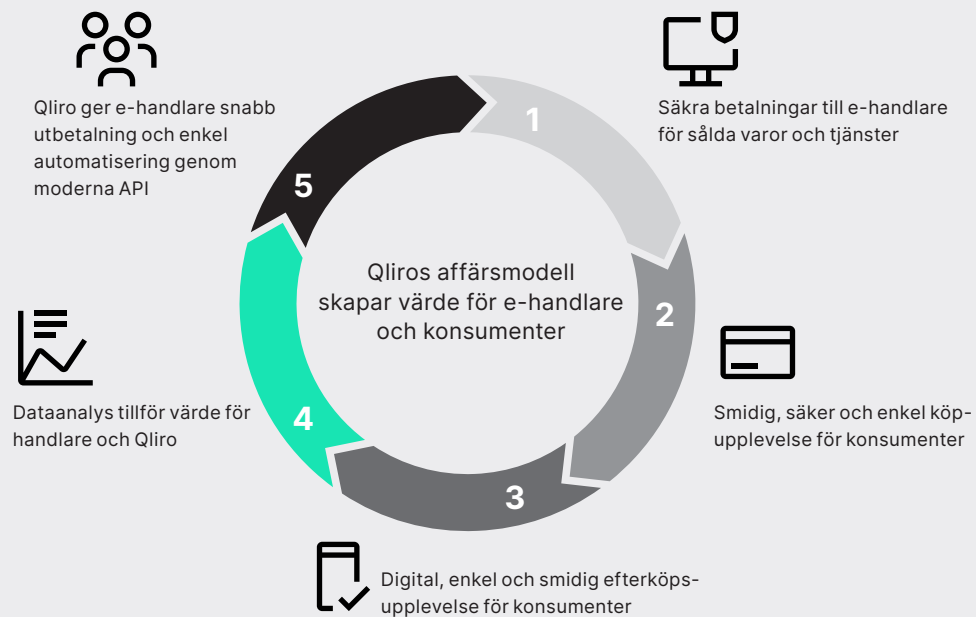 Qliro ger e-handlare snabb
utbetalning och enkel
automatisering genom
moderna API
Säkra betalningar till e-handlare
för sålda varor och tjänster
1
5
Qliros affärsmodell
skapar värde för e-handlare
och konsumenter
2
Dataanalys tillför värde för
handlare och Qliro
Smidig, säker och enkel köp-
upplevelse för konsumenter
4
3
Digital, enkel och smidig efterköps-
upplevelse för konsumenter